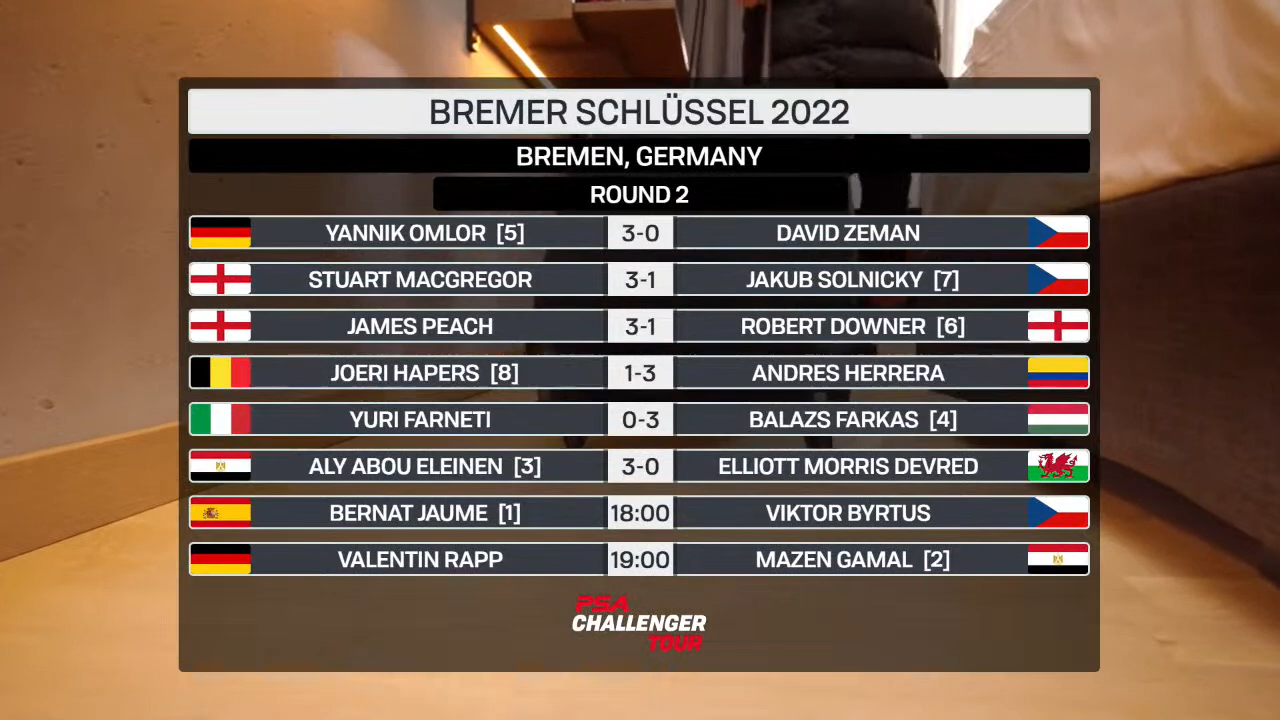 BREMER SCHLÜSSEL 2022
BREMEN, GERMANY
ROUND 2
YANNIK OMLOR [5] 3-0 DAVID ZEMAN
STUART MACGREGOR 3-1 JAKUB SOLNICKY [7]
JAMES PEACH 3-1 ROBERT DOWNER [6]
JOERI HAPERS [8] 1-3 ANDRES HERRERA
YURI FARNETI 0-3 BALAZS FARKAS [4]
ALY ABOU ELEINEN [3] 3-0 ELLIOTT MORRIS DEVRED
BERNAT JAUME [1] 18:00 VIKTOR BYRTUS
VALENTIN RAPP 19:00 MAZEN GAMAL [2]
PSA
CHALLENGER
TOUR